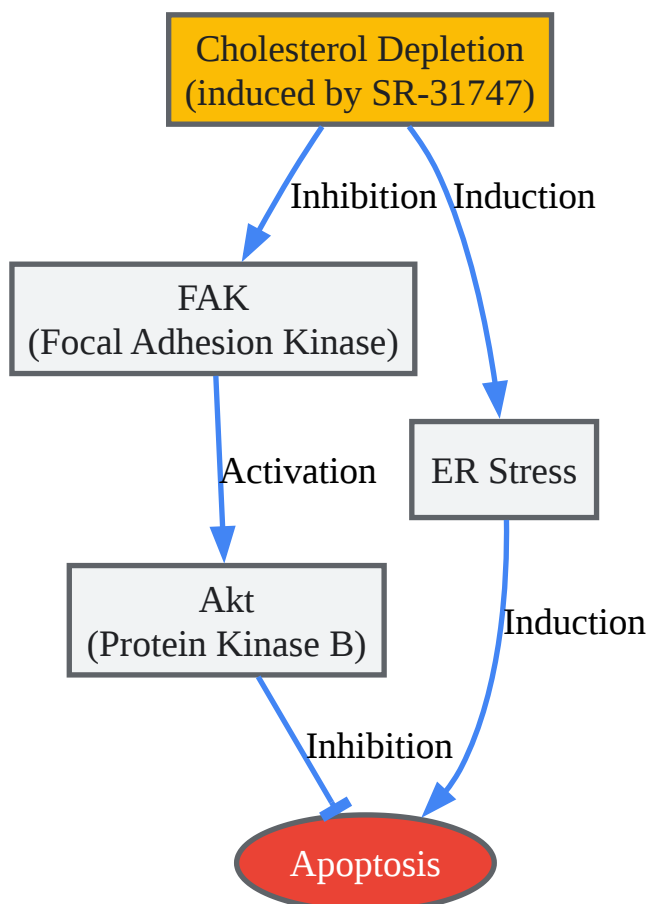 Cholesterol Depletion
(induced by SR-31747)
Inhibition
Induction
FAK
(Focal Adhesion Kinase)
Activation
ER Stress
Akt
(Protein Kinase B)
Induction
Inhibition
Apoptosis